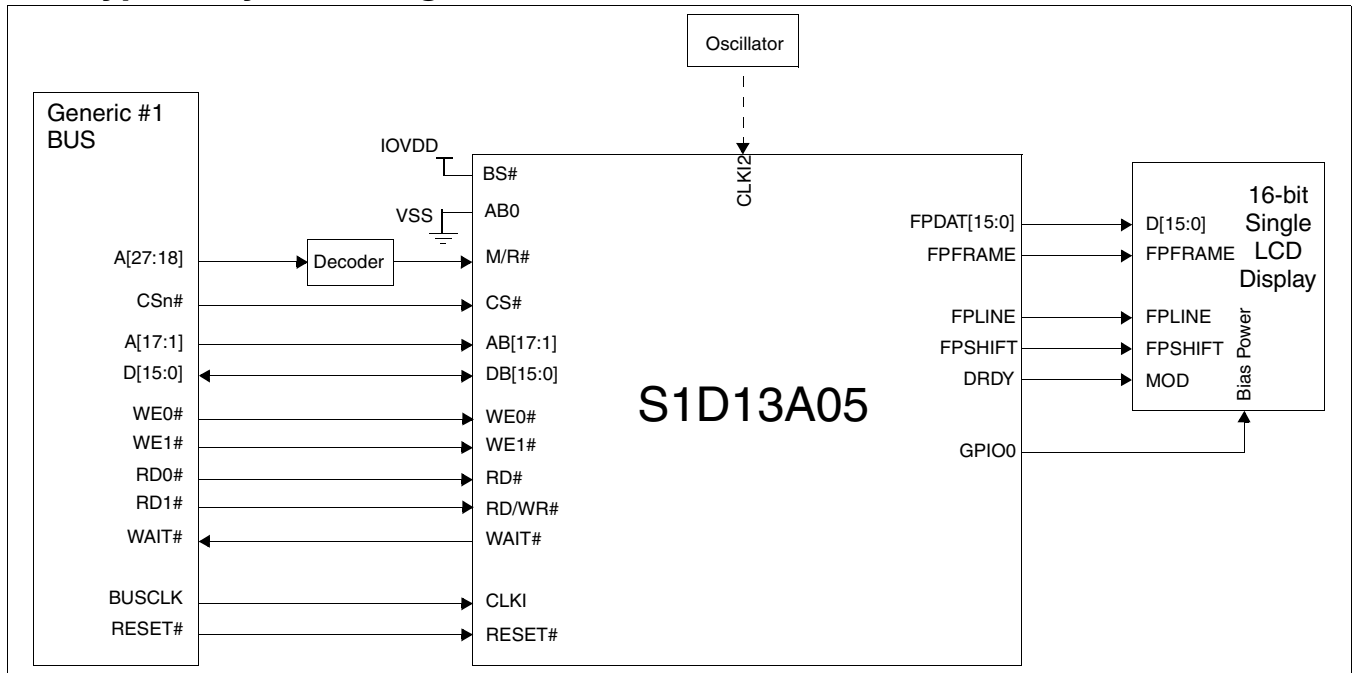 Oscillator
Generic #1
BUS
IOVDD
BS#
CLKI2
VSS
AB0
A[27:18]
Decoder
M/R#
CSn#
CS#
A[17:1]
AB[17:1]
D[15:0]
DB[15:0]
WE0#
WE0#
WE1#
WE1#
RD0#
RD#
RD1#
RD/WR#
WAIT#
WAIT#
BUSCLK
CLKI
RESET#
RESET#
S1D13A05
FPDAT[15:0]
FPFRAME
FPLINE
FPSHIFT
DRDY
GPIO0
D[15:0]
FPFRAME
FPLINE
FPSHIFT
MOD
16-bit
Single
LCD
Display
Bias Power